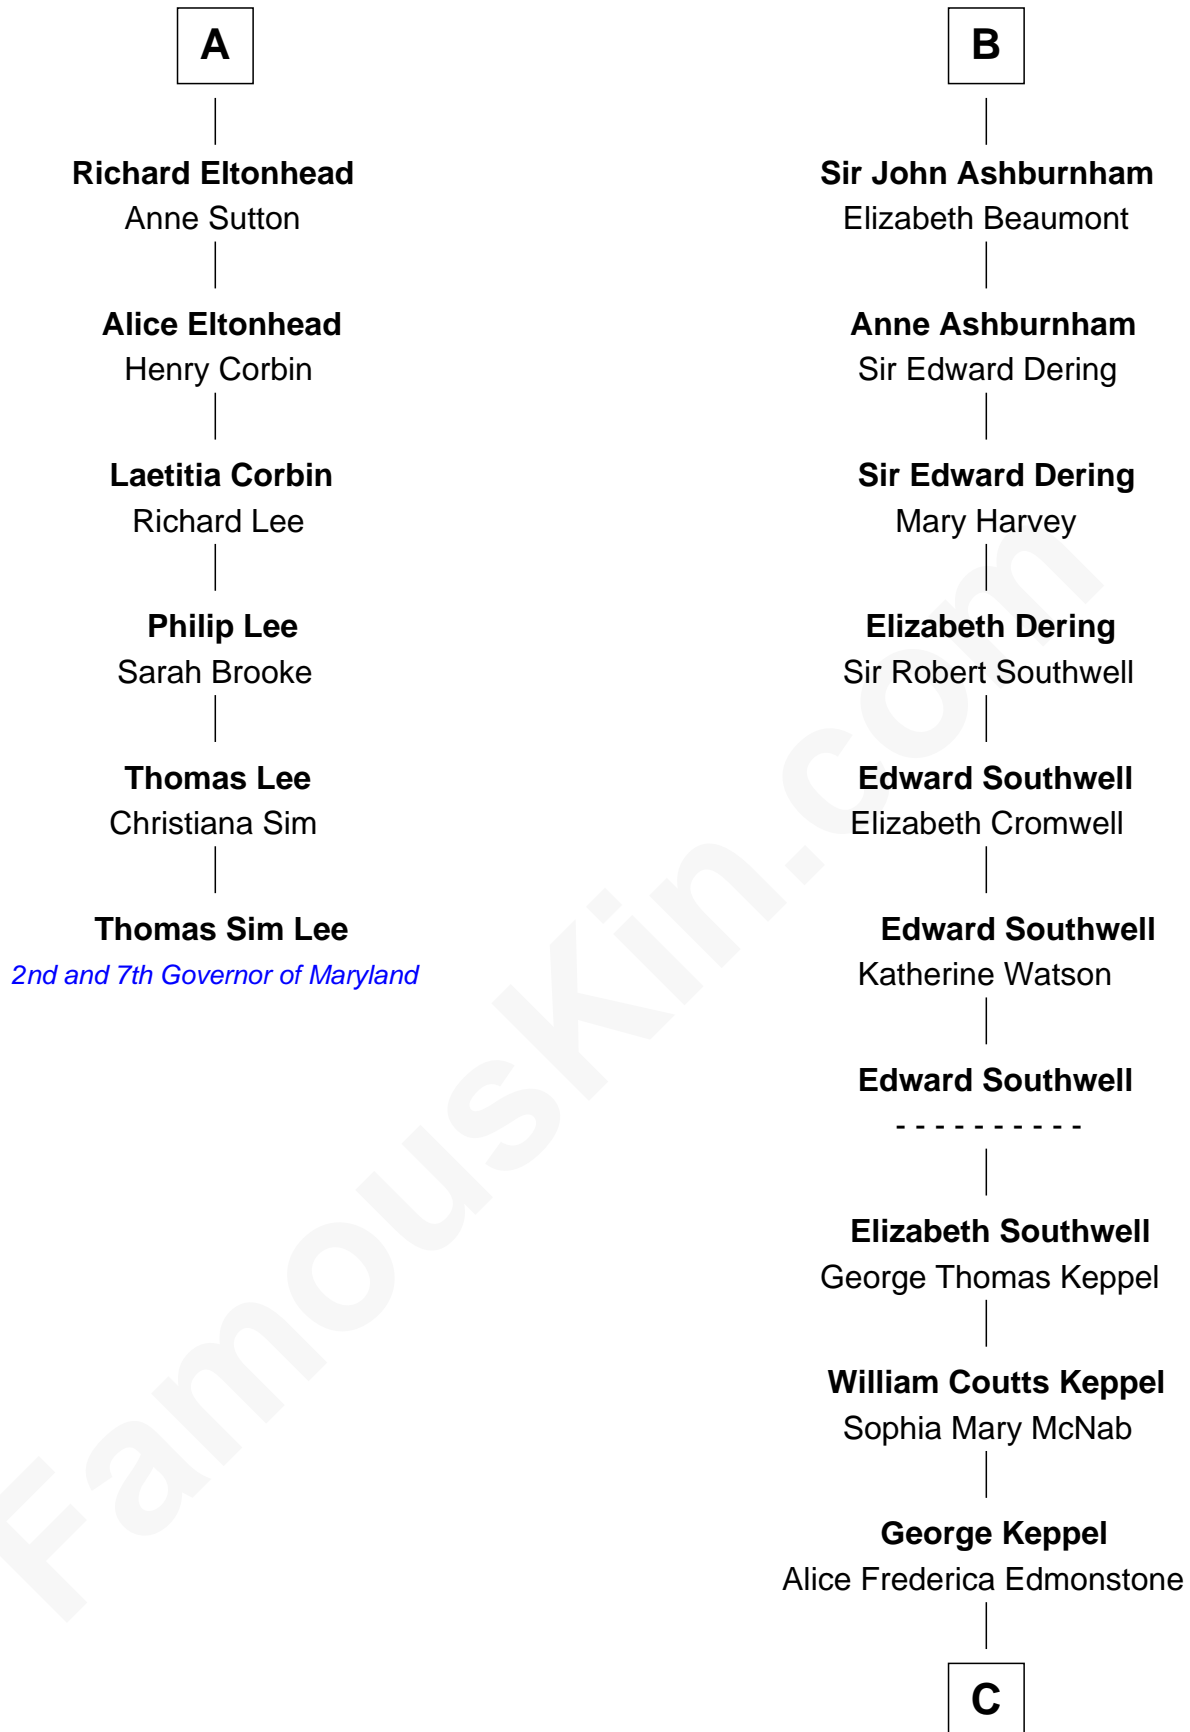 A
Richard Eltonhead
Anne Sutton
Alice Eltonhead
Henry Corbin
Laetitia Corbin
Richard Lee
Philip Lee
Sarah Brooke
Thomas Lee
Christiana Sim
Thomas Sim Lee
2nd and 7th Governor of Maryland
B
Sir John Ashburnham
Elizabeth Beaumont
Anne Ashburnham
Sir Edward Dering
Sir Edward Dering
Mary Harvey
Elizabeth Dering
Sir Robert Southwell
Edward Southwell
Elizabeth Cromwell
Edward Southwell
Katherine Watson
Edward Southwell
- - - - - - - - - -
Elizabeth Southwell
George Thomas Keppel
William Coutts Keppel
Sophia Mary McNab
George Keppel
Alice Frederica Edmonstone
C
FamousKin.com